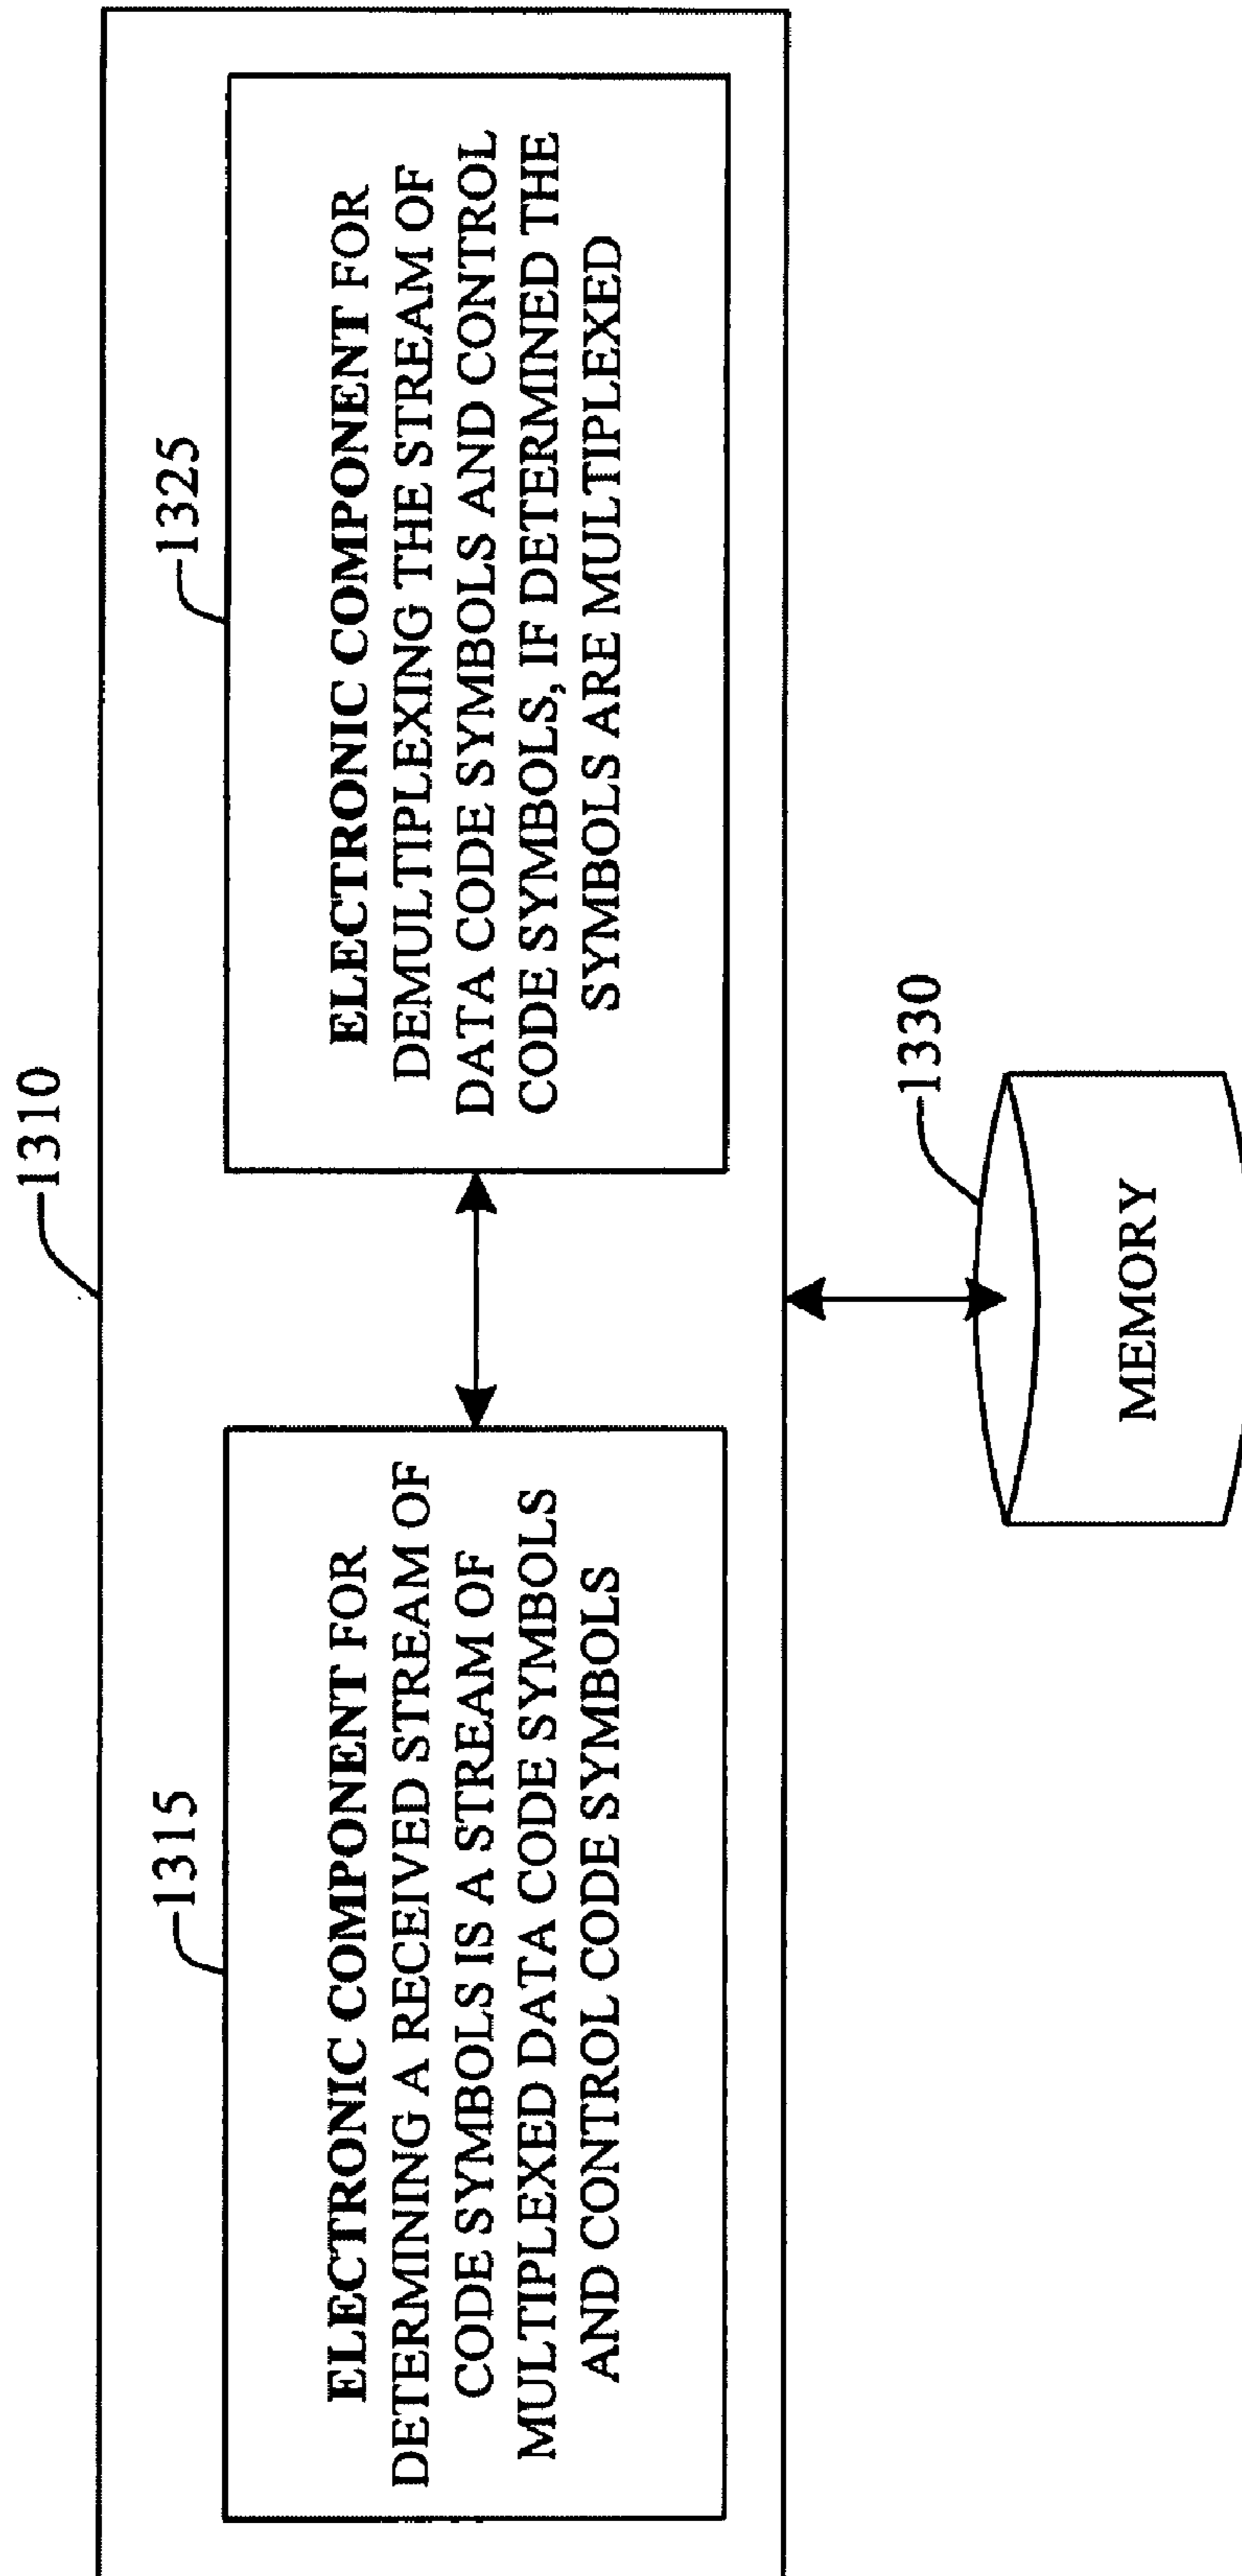 1310
1315
ELECTRONIC COMPONENT FOR
DETERMINING A RECEIVED STREAM OF
CODE SYMBOLS IS A STREAM OF
MULTIPLEXED DATA CODE SYMBOLS
AND CONTROL CODE SYMBOLS
1325
ELECTRONIC COMPONENT FOR
DEMULTIPLEXING THE STREAM OF
DATA CODE SYMBOLS AND CONTROL
CODE SYMBOLS, IF DETERMINED THE
SYMBOLS ARE MULTIPLEXED
1330
MEMORY